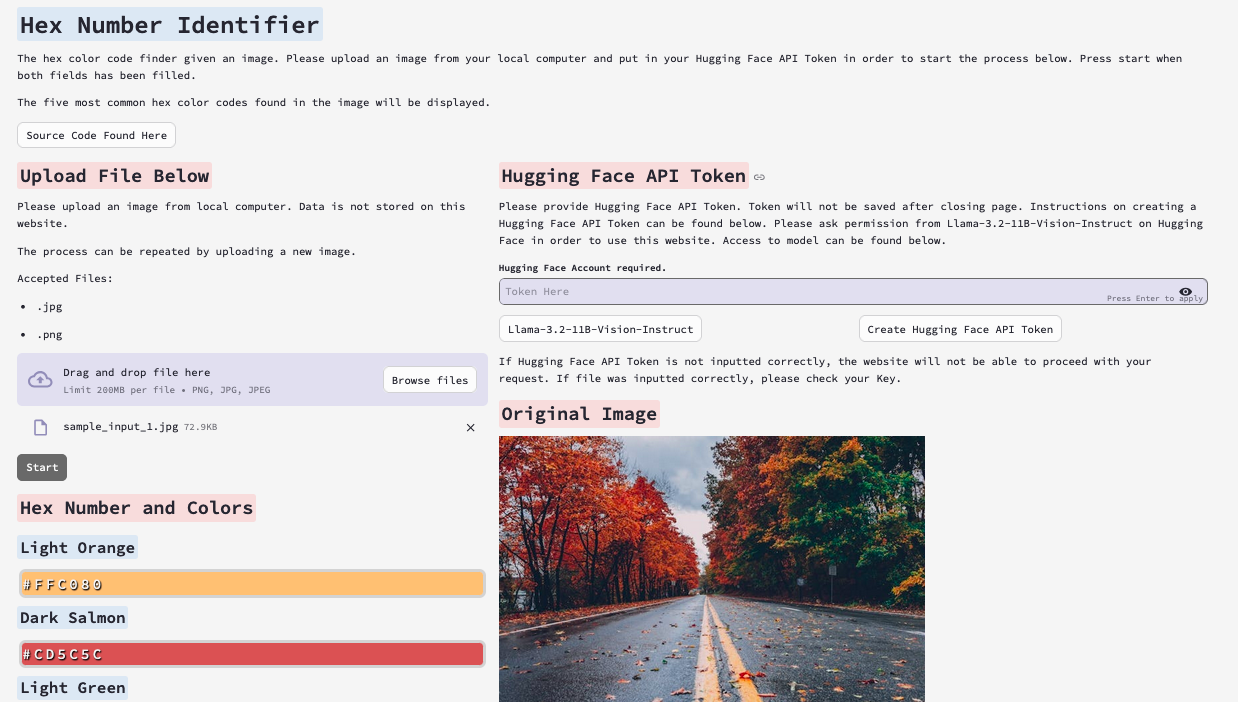 Hex Number Identifier
The hex color code finder given an image. Please upload an image from your local computer and put in your Hugging Face API Token in order to start the process below. Press start when
both fields has been filled.
The five most common hex color codes found in the image will be displayed.
Source Code Found Here
Upload File Below
Please upload an image from local computer. Data is not stored on this
website.
The process can be repeated by uploading a new image.
Accepted Files:
• .jpg
• .png
Drag and drop file here
Limit 200MB per file • PNG, JPG, JPEG
Browse files
sample_input_1.jpg 72.9KB
Start
Hex Number and Colors
Light Orange
#FFC080
Dark Salmon
#CD5C5C
Light Green
Hugging Face API Token
Please provide Hugging Face API Token. Token will not be saved after closing page. Instructions on creating a
Hugging Face API Token can be found below. Please ask permission from Llama-3.2-11B-Vision-Instruct on Hugging
Face in order to use this website. Access to model can be found below.
Hugging Face Account required.
Token Here
Press Enter to apply
Llama-3.2-11B-Vision-Instruct
Create Hugging Face API Token
If Hugging Face API Token is not inputted correctly, the website will not be able to proceed with your
request. If file was inputted correctly, please check your Key.
Original Image